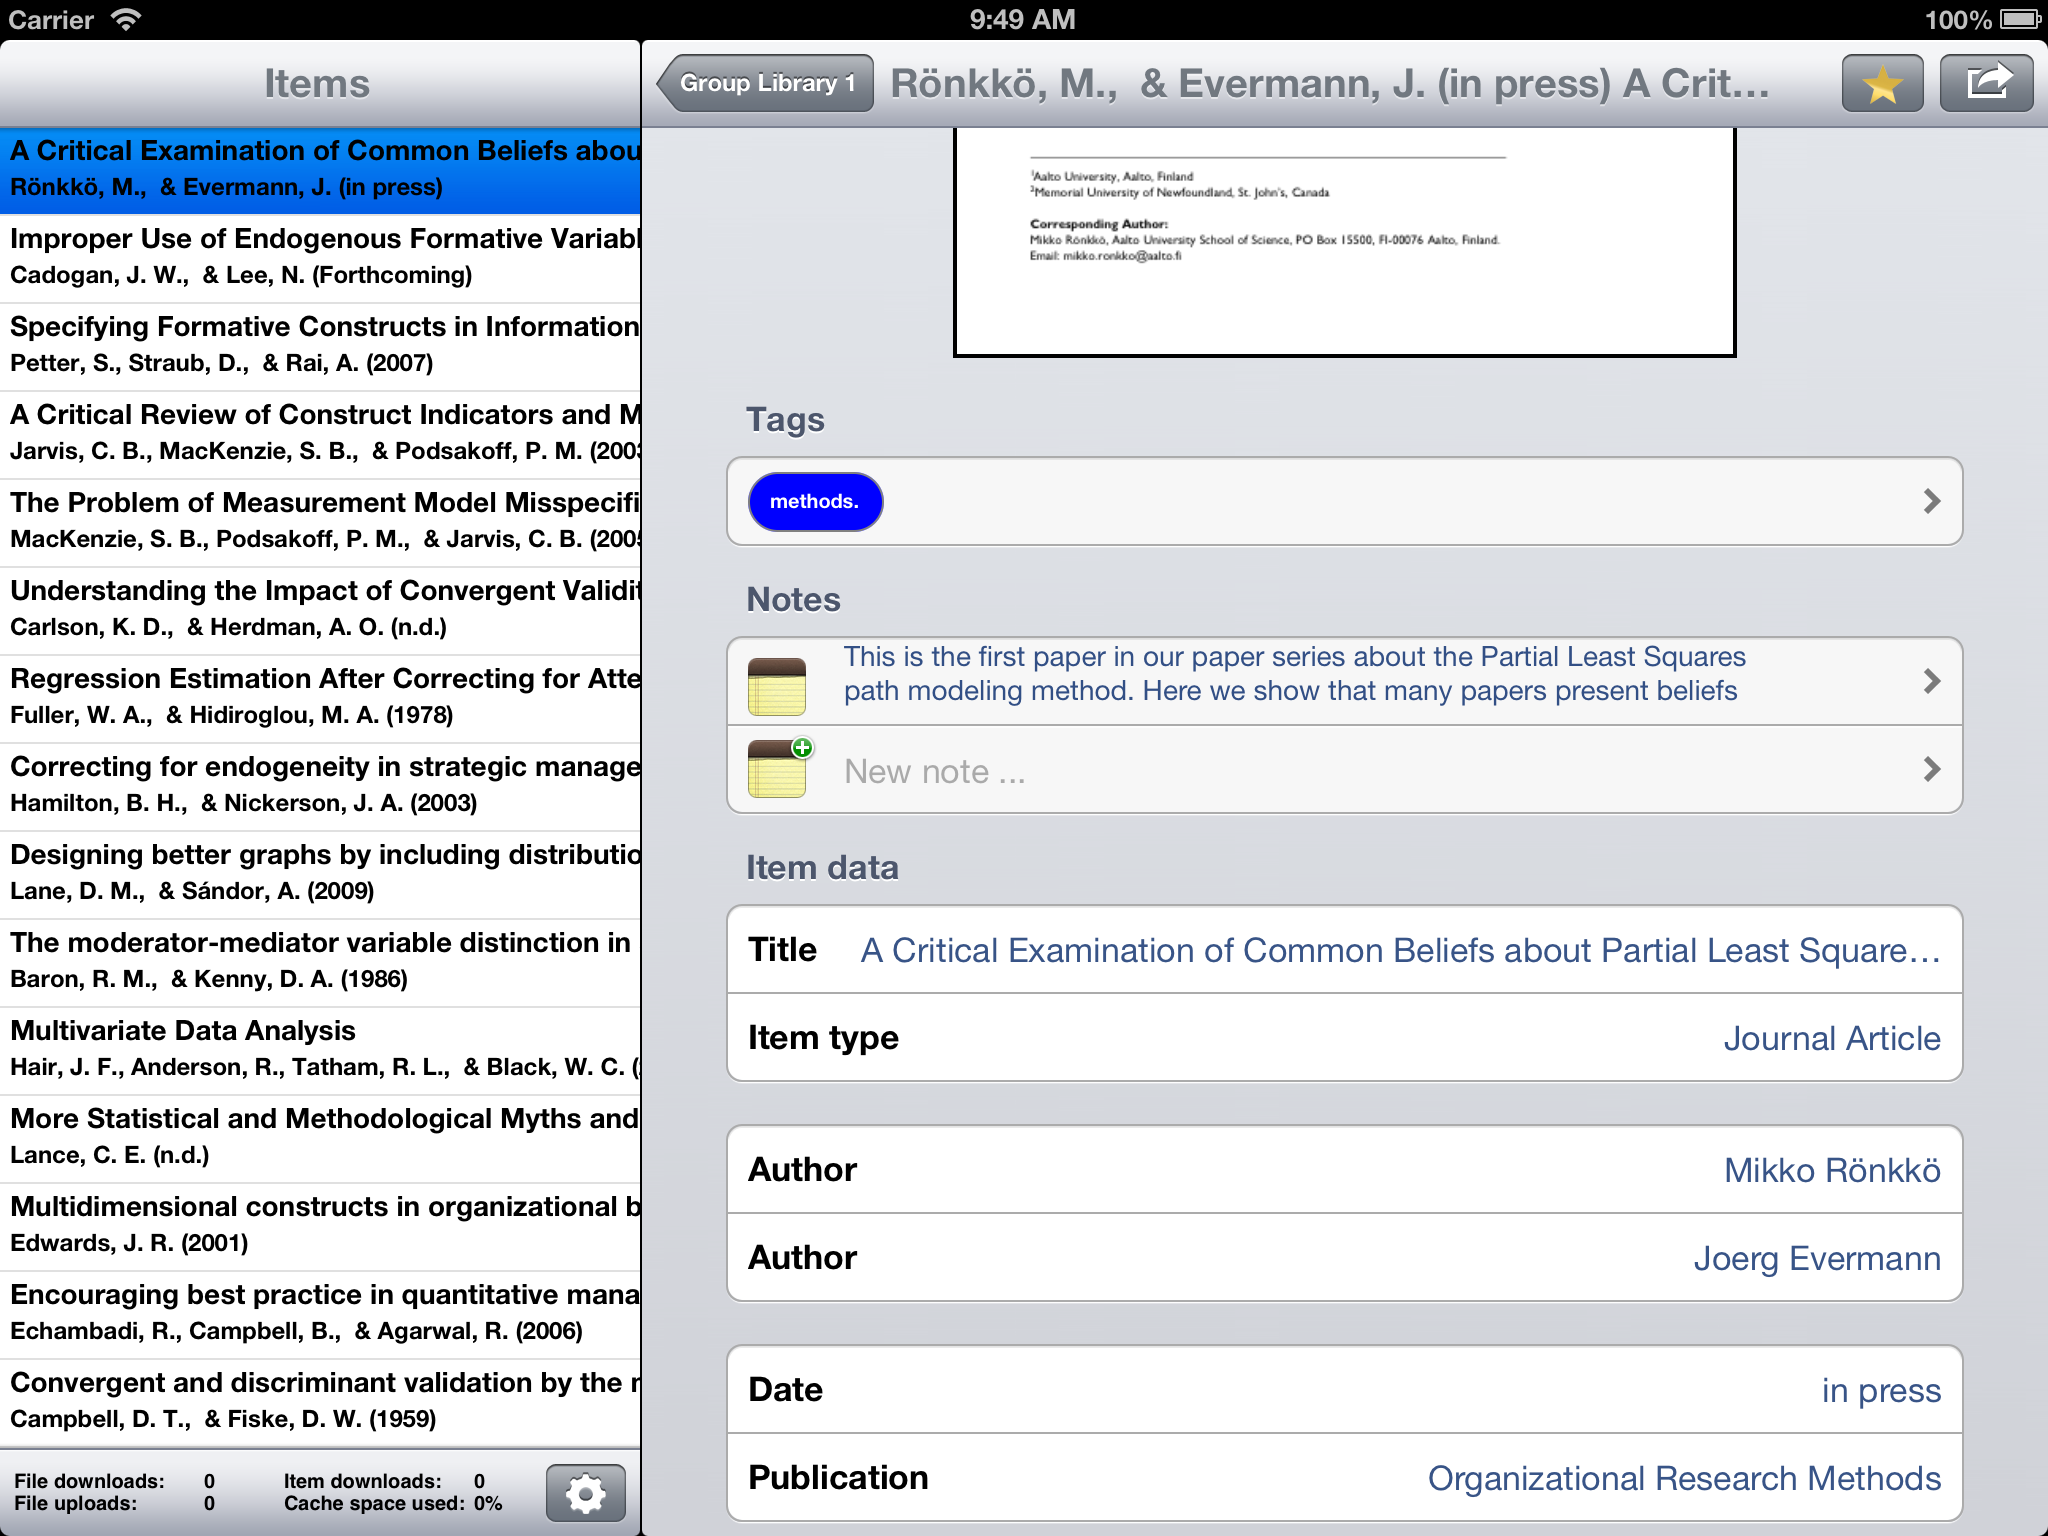 Carrier
9:49 AM
100%
Items
A Critical Examination of Common Beliefs abou
Rönkkö, M.,  & Evermann, J. (in press)
Improper Use of Endogenous Formative Variabl
Cadogan, J. W.,  & Lee, N. (Forthcoming)
Specifying Formative Constructs in Information
Petter, S., Straub, D.,  & Rai, A. (2007)
A Critical Review of Construct Indicators and M
Jarvis, C. B., MacKenzie, S. B.,  & Podsakoff, P. M. (2003
The Problem of Measurement Model Misspecifi
MacKenzie, S. B., Podsakoff, P. M.,  & Jarvis, C. B. (2005
Understanding the Impact of Convergent Validit
Carlson, K. D.,  & Herdman, A. O. (n.d.)
Regression Estimation After Correcting for Atte
Fuller, W. A.,  & Hidiroglou, M. A. (1978)
Correcting for endogeneity in strategic manage
Hamilton, B. H.,  & Nickerson, J. A. (2003)
Designing better graphs by including distributio
Lane, D. M.,  & Sándor, A. (2009)
The moderator-mediator variable distinction in
Baron, R. M.,  & Kenny, D. A. (1986)
Multivariate Data Analysis
Hair, J. F., Anderson, R., Tatham, R. L.,  & Black, W. C. (
More Statistical and Methodological Myths and
Lance, C. E. (n.d.)
Multidimensional constructs in organizational b
Edwards, J. R. (2001)
Encouraging best practice in quantitative mana
Echambadi, R., Campbell, B.,  & Agarwal, R. (2006)
Convergent and discriminant validation by the
Campbell, D. T.,  & Fiske, D. W. (1959)
File downloads: 0 Item downloads: 0
File uploads: 0 Cache space used: 0%
Group Library 1
Rönkkö, M.,  & Evermann, J. (in press) A Crit...
1Aalto University, Aalto, Finland
2Memorial University of Newfoundland, St. John's, Canada
Corresponding Author:
Mikko Rönkkö, Aalto University School of Science, PO Box 15500, FI-00076 Aalto, Finland.
Email: mikko.ronkko@aalto.fi
Tags
methods.
Notes
This is the first paper in our paper series about the Partial Least Squares
path modeling method. Here we show that many papers present beliefs
New note ...
Item data
Title A Critical Examination of Common Beliefs about Partial Least Square...
Item type Journal Article
Author Mikko Rönkkö
Author Joerg Evermann
Date in press
Publication Organizational Research Methods